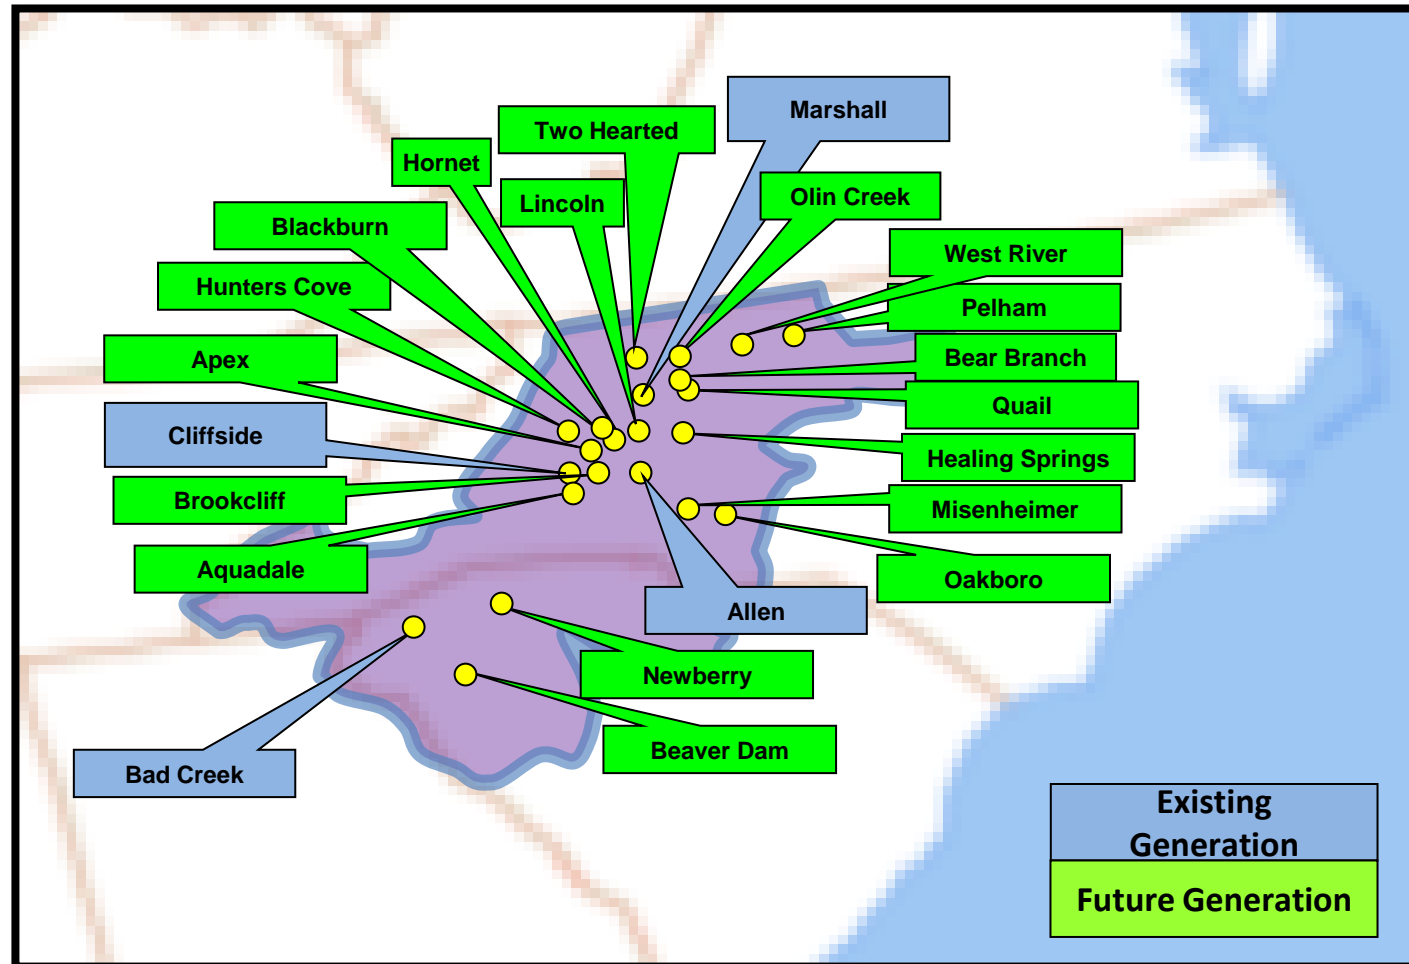 Marshall
Two Hearted
Hornet
Lincoln
Olin Creek
Blackburn
West River
Hunters Cove
Pelham
Apex
Bear Branch
Quail
Cliffside
Healing Springs
Brookcliff
Misenheimer
Aquadale
Oakboro
Allen
Newberry
Beaver Dam
Bad Creek
Existing
Generation
Future Generation